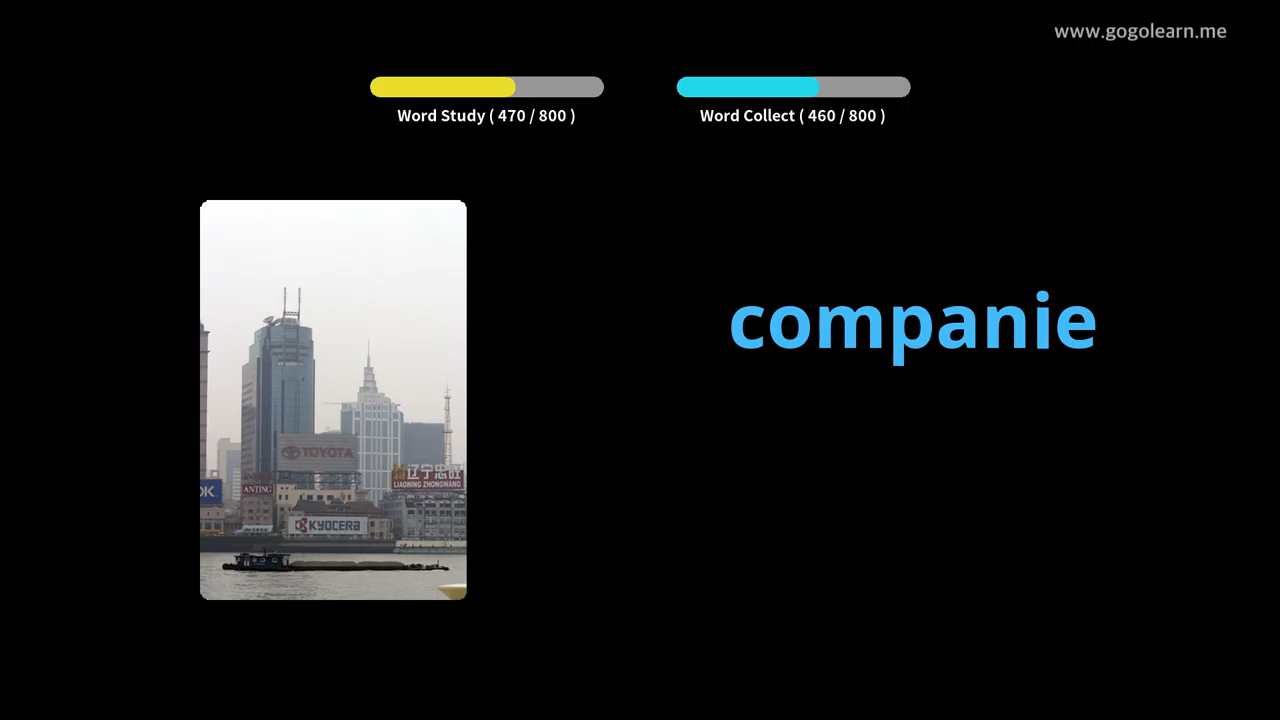 www.gogolearn.me
Word Study ( 470 / 800 )
Word Collect ( 460 / 800 )
companie
TOYOTA
辽宁忠旺
LIAONING ZHONGWANG
OK
ANTING
KYOCERA